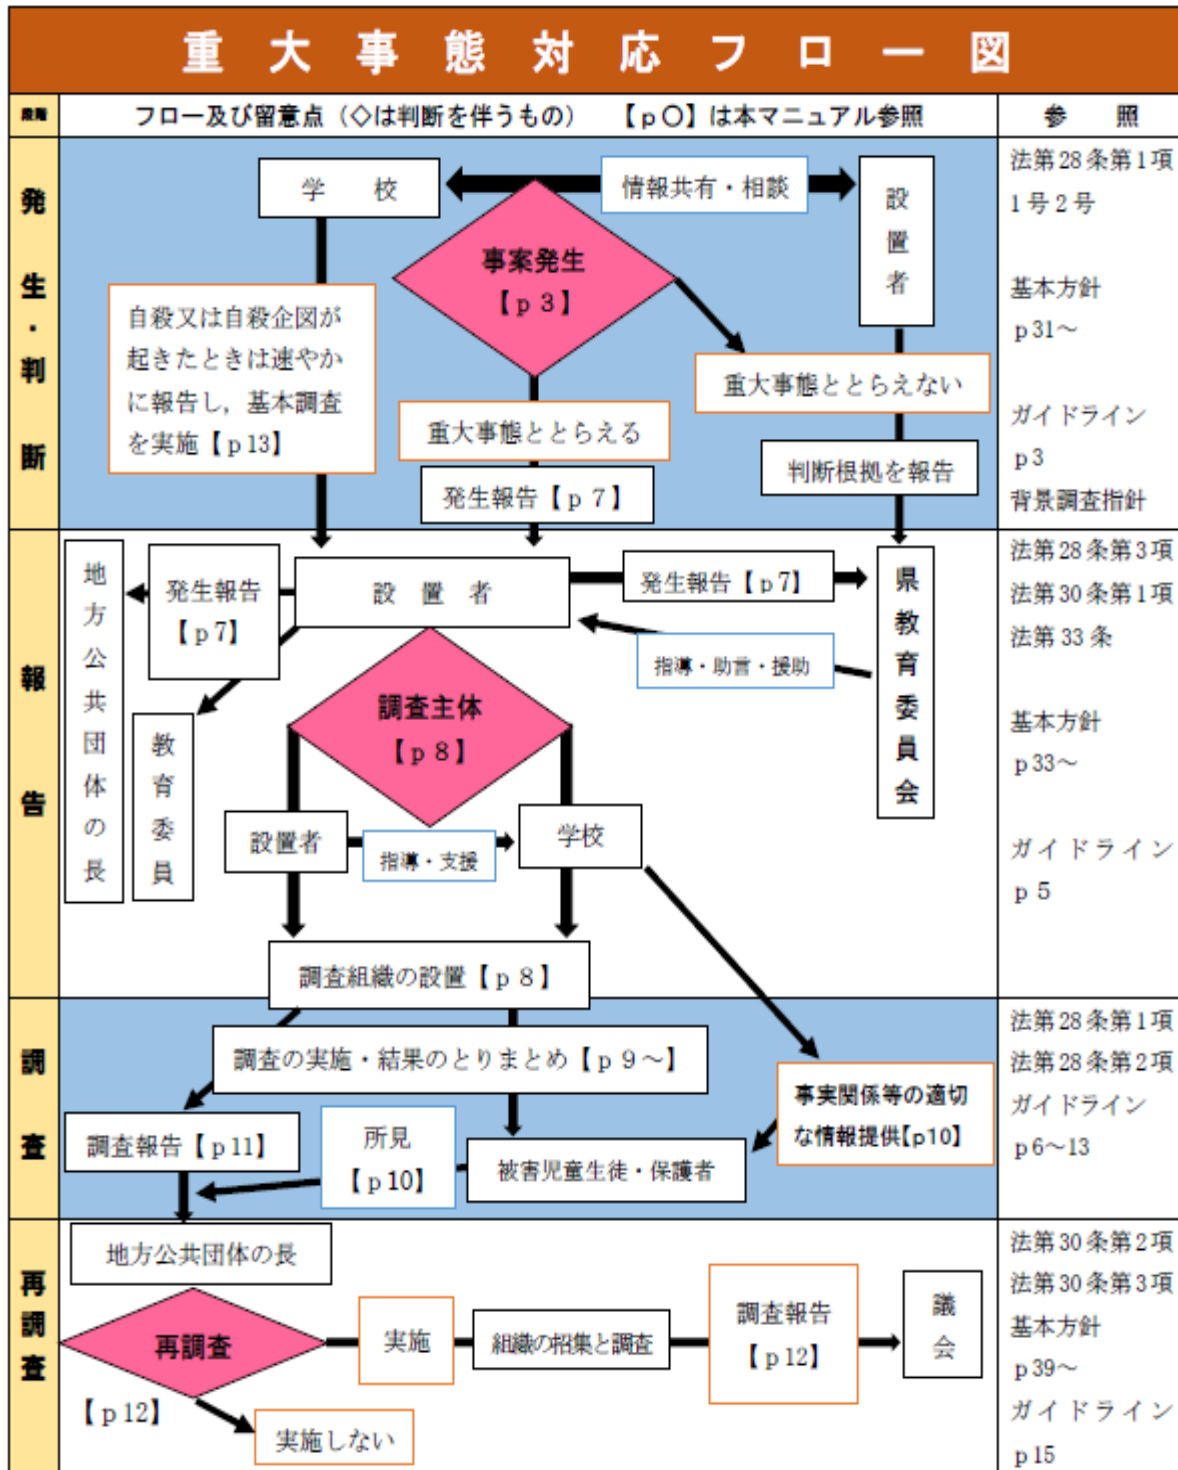 重大事態対応フロー図
段階
フロー及び留意点（◇は判断を伴うもの）　【p○】は本マニュアル参照
参　照
発生・判断
学　校
情報共有・相談
設置者
事案発生
【p３】
自殺又は自殺企図が
起きたときは速やか
に報告し，基本調査
を実施【p13】
重大事態ととらえない
重大事態ととらえる
判断根拠を報告
発生報告【p７】
法第28条第１項
１号２号
基本方針
p31～
ガイドライン
p3
背景調査指針
報告
地方公共団体の長
発生報告
【p7】
設　置　者
発生報告【p7】
県教育委員会
指導・助言・援助
教育委員
調査主体
【p８】
設置者
指導・支援
学校
調査組織の設置【p８】
法第28条第３項
法第30条第１項
法第33条
基本方針
p33～
ガイドライン
p５
調査
調査の実施・結果のとりまとめ【p９～】
事実関係等の適切
な情報提供【p10】
調査報告【p11】
所見
【p10】
被害児童生徒・保護者
法第28条第１項
法第28条第２項
ガイドライン
p6～13
再調査
地方公共団体の長
再調査
【p12】
実施
組織の招集と調査
調査報告
【p12】
議会
実施しない
法第30条第２項
法第30条第３項
基本方針
p39～
ガイドライン
p15